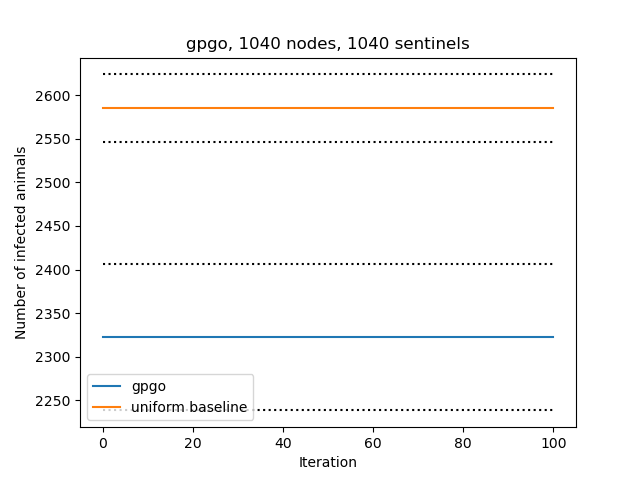 gpgo, 1040 nodes, 1040 sentinels
Number of infected animals
2600
2550
2500
2450
2400
2350
2300
2250
gpgo
uniform baseline
0 20 40 60 80 100
Iteration